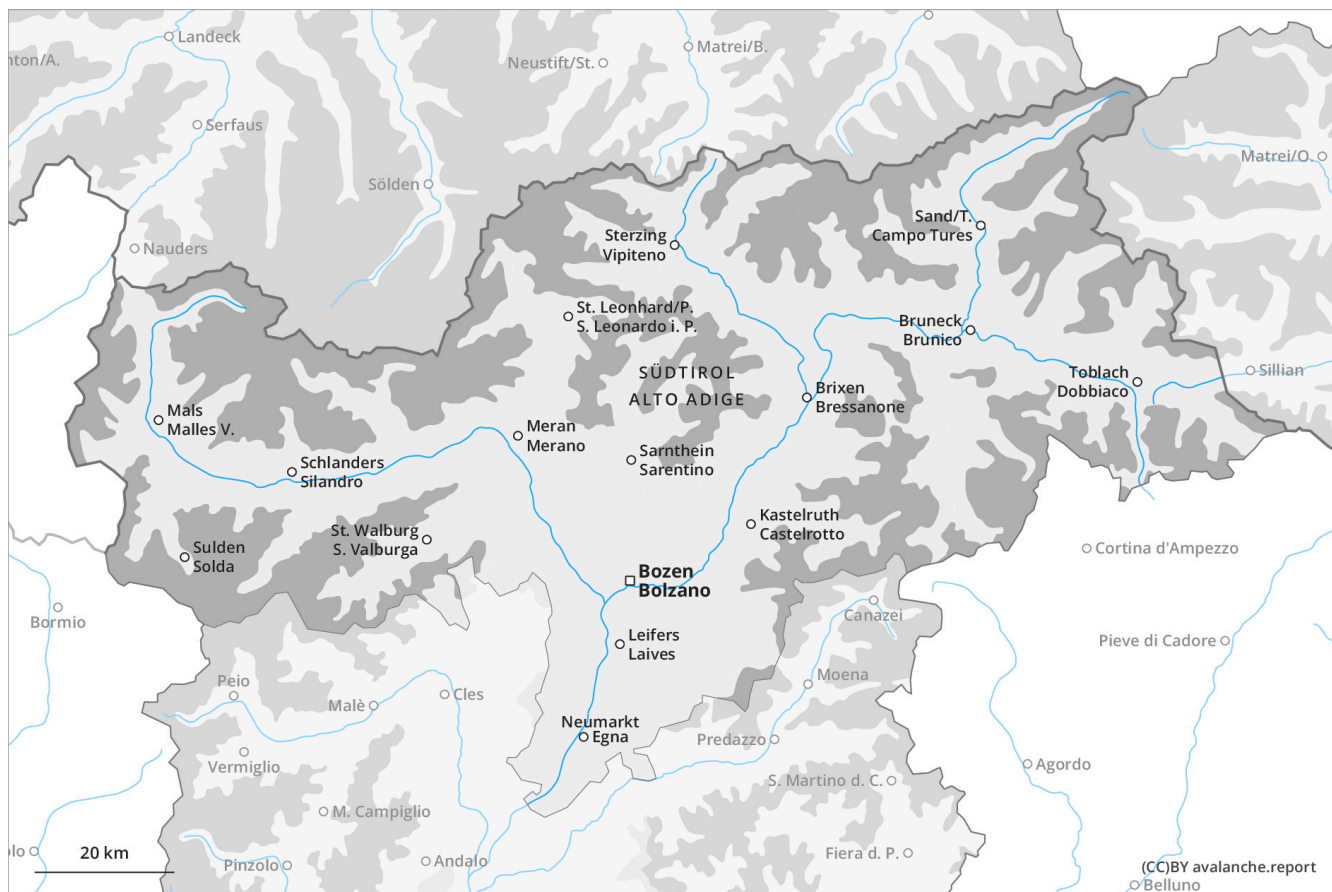 Landeck
nton/A.
Neustift/St.
Matrei/B.
Serfaus
Matrei/O.
Sölden
Sand/T.
Campo Tures
Nauders
Sterzing
Vipiteno
St. Leonhard/P.
S. Leonardo i. P.
Bruneck
Brunico
SÜDTIROL
ALTO ADIGE
Toblach
Dobbiaco
Sillian
Brixen
Bressanone
Mals
Malles V.
Meran
Merano
Sarnthein
Sarentino
Schlanders
Silandro
Kastelruth
Castelrotto
St. Walburg
S. Valburga
Sulden
Solda
Cortina d'Ampezzo
Bozen
Bolzano
Bormio
Canazei
Leifers
Laives
Pieve di Cadore
Peio
Moena
Malè
Cles
Neumarkt
Egna
Predazzo
Vermiglio
Agordo
S. Martino d. C.
M. Campiglio
olo
20 km
Pinzolo
Andalo
Fiera d. P.
(CC)BY avalanche.report
Belluno